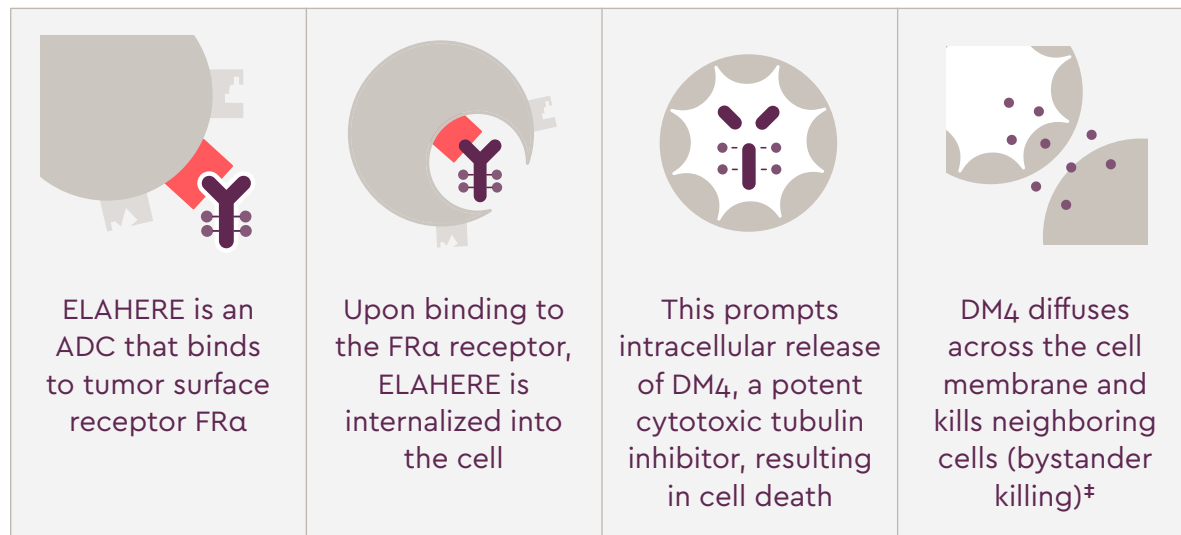 ELAHERE is an
ADC that binds
to tumor surface
receptor FRα
Upon binding to
the FRα receptor,
ELAHERE is
internalized into
the cell
This prompts
intracellular release
of DM4, a potent
cytotoxic tubulin
inhibitor, resulting
in cell death
DM4 diffuses
across the cell
membrane and
kills neighboring
cells (bystander
killing)‡